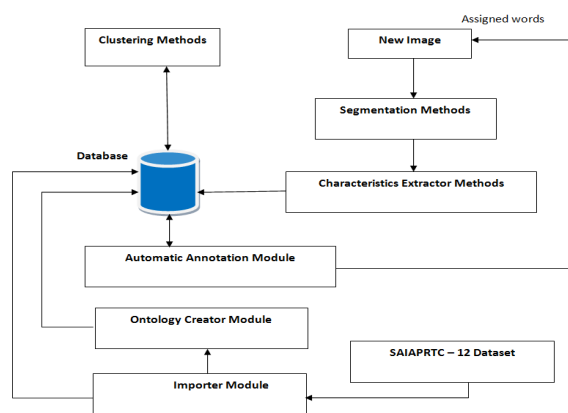 Assigned words
Clustering Methods
New Image
Segmentation Methods
Database
Characteristics Extractor Methods
Automatic Annotation Module
Ontology Creator Module
SAIAPRTC – 12 Dataset
Importer Module